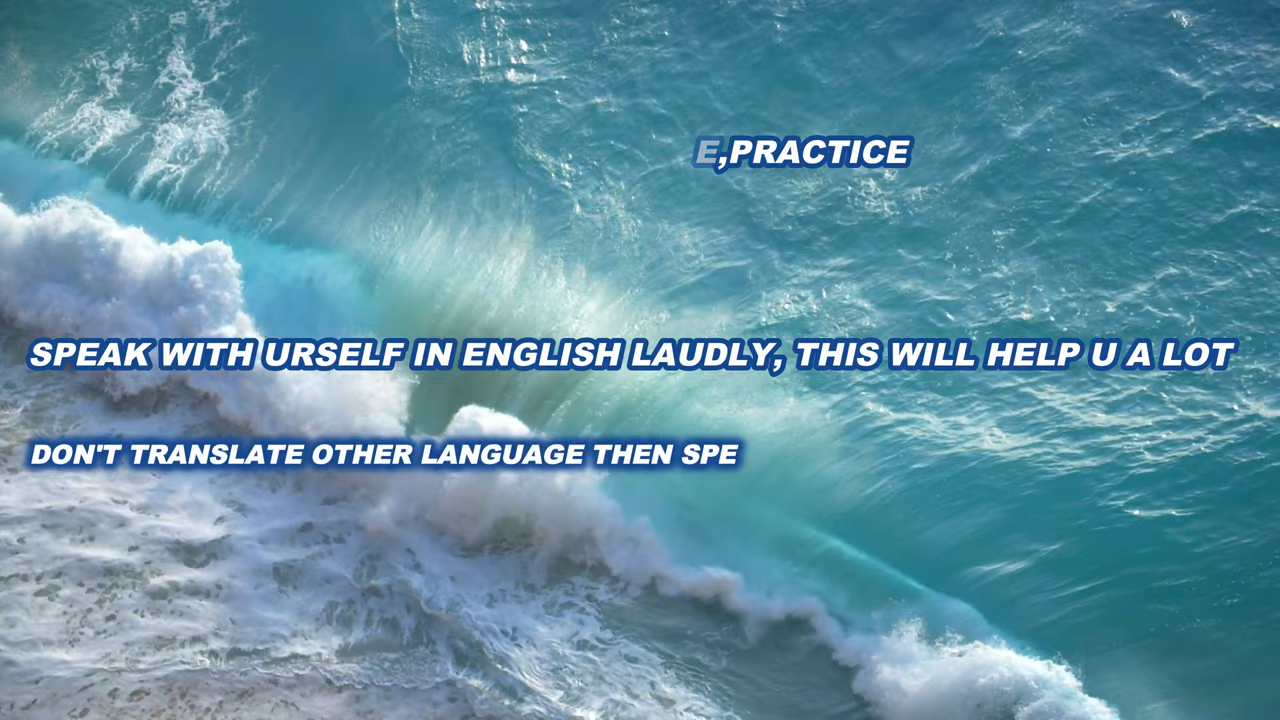 E,PRACTICE
SPEAK WITH URSELF IN ENGLISH LAUDLY, THIS WILL HELP U A LOT
DON'T TRANSLATE OTHER LANGUAGE THEN SPE